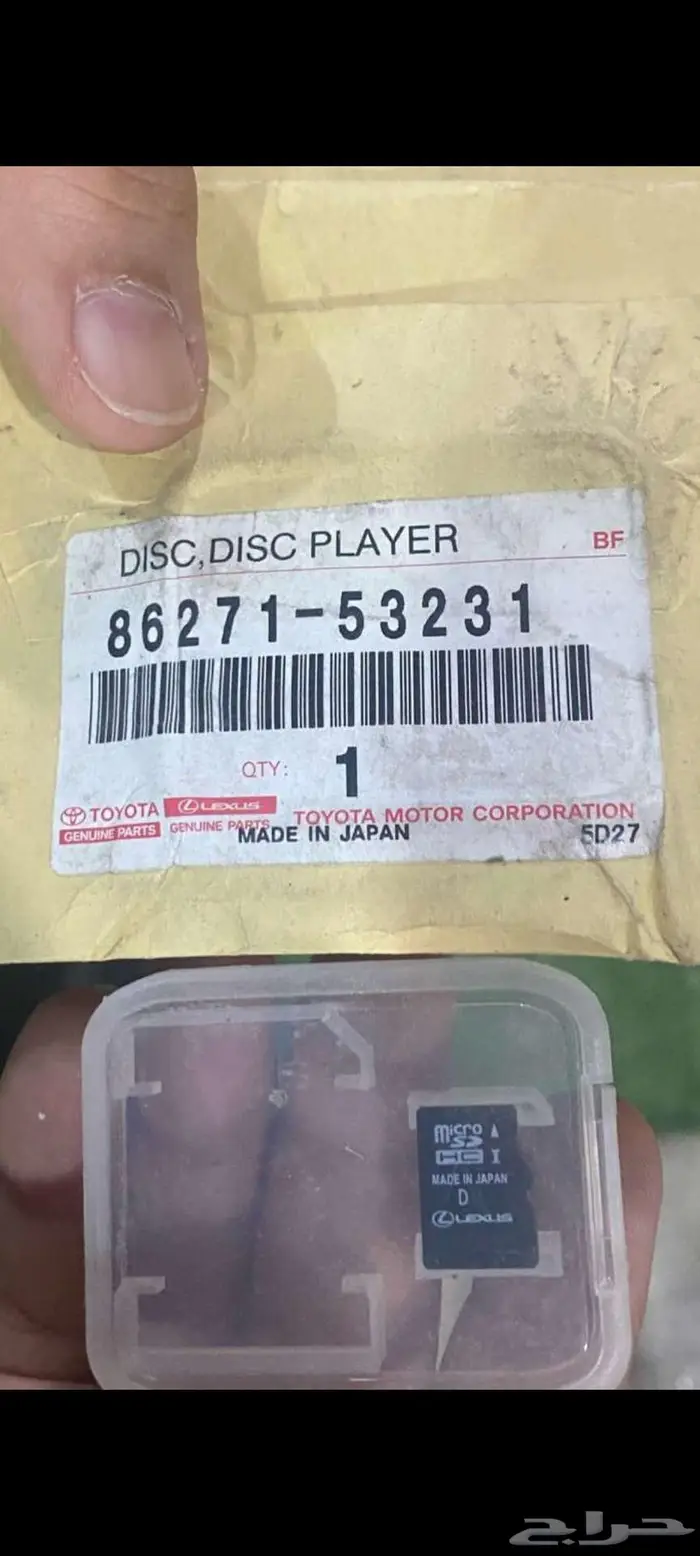 DISC, DISC PLAYER
BF
86271-53231
QTY: 1
TOYOTA
GENUINE PARTS
LEXUS
GENUINE PARTS
TOYOTA MOTOR CORPORATION
MADE IN JAPAN
5D27
micro
SD
HC I
MADE IN JAPAN
D
LEXUS
حراج